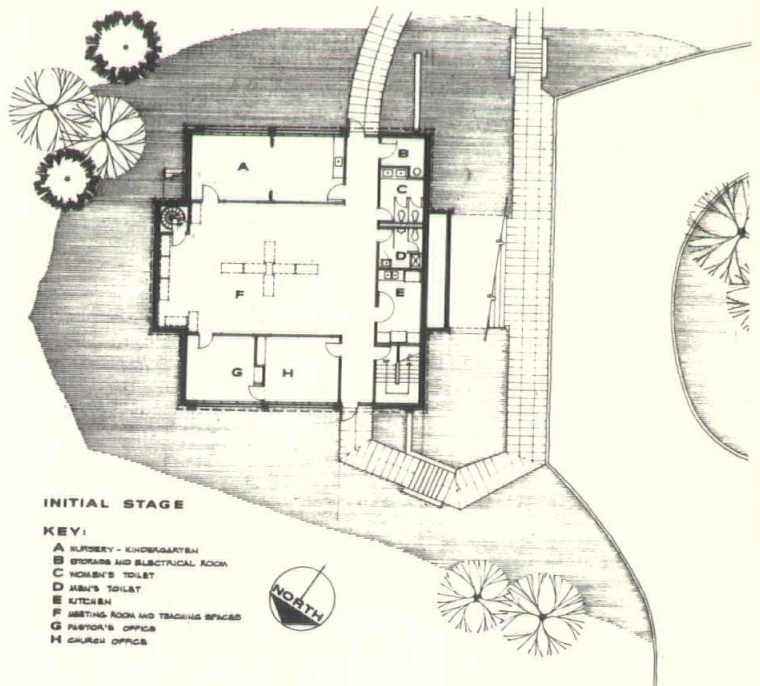 A
B
C
D
E
F
G
H
INITIAL STAGE
KEY:
A NURSERY - KINDERGARTEN
B STORAGE AND ELECTRICAL ROOM
C WOMEN'S TOILET
D MEN'S TOILET
E KITCHEN
F MEETING ROOM AND TEACHING SPACES
G PASTOR'S OFFICE
H CHURCH OFFICE
NORTH